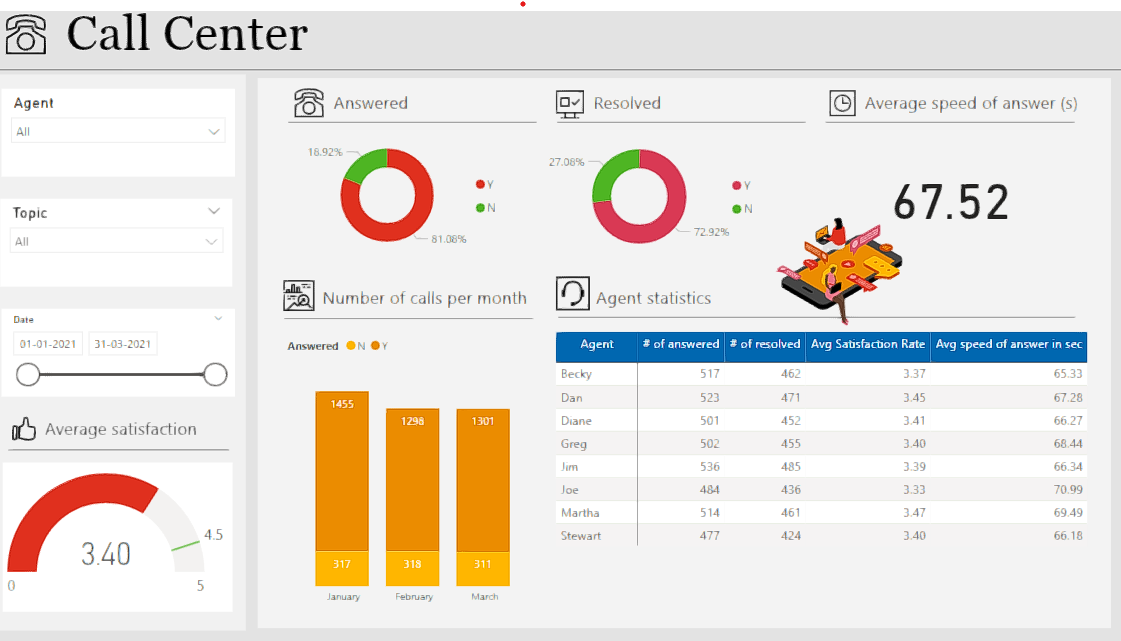 Call Center
Agent
All
Topic
All
Date
01-01-2021 31-03-2021
Average satisfaction
3.40
4.5
0
5
Answered
18.92%
81.08%
Y
N
Resolved
27.08%
72.92%
Y
N
Average speed of answer (s)
67.52
Number of calls per month
Answered N Y
1455 1298 1301
317 318 311
January February March
Agent statistics
Agent # of answered # of resolved Avg Satisfaction Rate Avg speed of answer in sec
Becky 517 462 3.37 65.33
Dan 523 471 3.45 67.28
Diane 501 452 3.41 66.27
Greg 502 455 3.40 68.44
Jim 536 485 3.39 66.34
Joe 484 436 3.33 70.99
Martha 514 461 3.47 69.49
Stewart 477 424 3.40 66.18